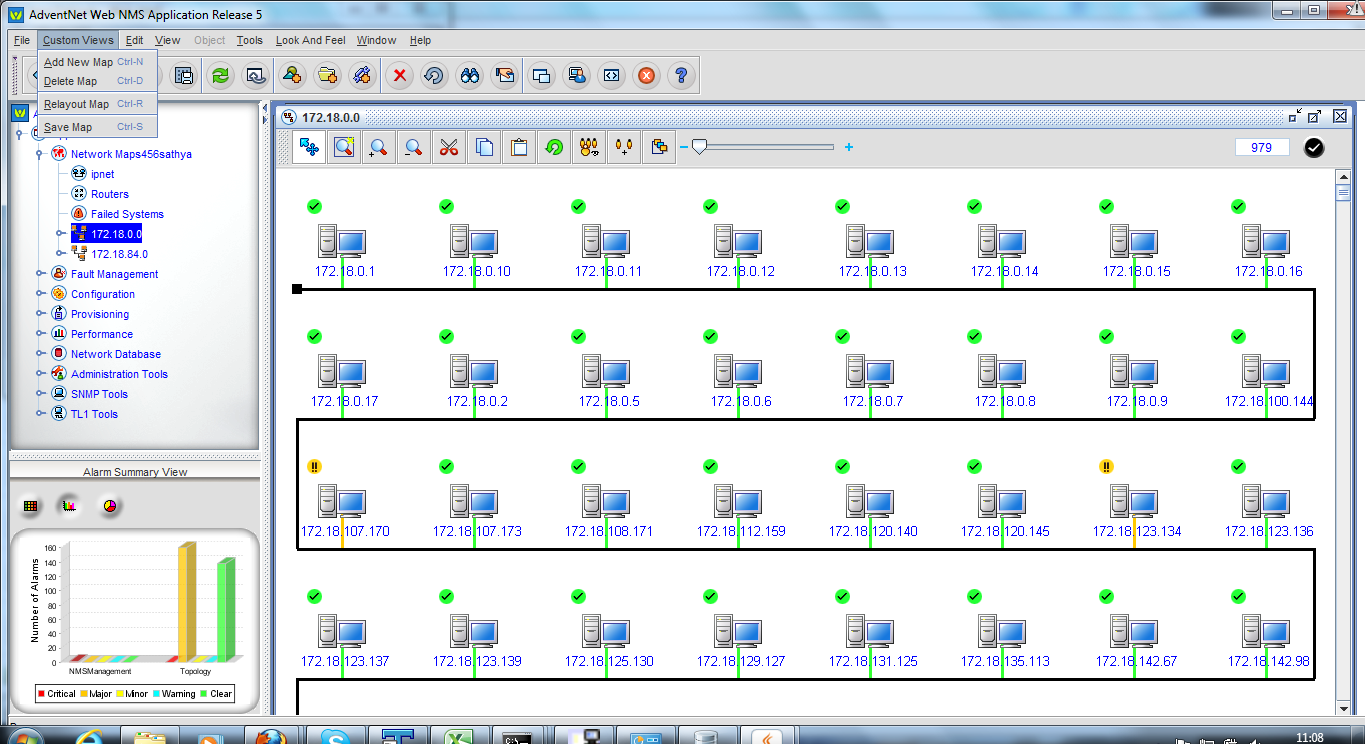 AdventNet Web NMS Application Release 5
File Custom Views Edit View Object Tools Look And Feel Window Help
Add New Map Ctrl-N
Delete Map Ctrl-D
Relayout Map Ctrl-R
Save Map Ctrl-S
Network Maps456sathya
ipnet
Routers
Failed Systems
172.18.0.0
172.18.84.0
Fault Management
Configuration
Provisioning
Performance
Network Database
Administration Tools
SNMP Tools
TL1 Tools
Alarm Summary View
Number of Alarms
160
140
120
100
80
60
40
20
0
NMSManagement Topology
Critical Major Minor Warning Clear
172.18.0.0
979
172.18.0.1 172.18.0.10 172.18.0.11 172.18.0.12 172.18.0.13 172.18.0.14 172.18.0.15 172.18.0.16
172.18.0.17 172.18.0.2 172.18.0.5 172.18.0.6 172.18.0.7 172.18.0.8 172.18.0.9 172.18.100.144
172.18.107.170 172.18.107.173 172.18.108.171 172.18.112.159 172.18.120.140 172.18.120.145 172.18.123.134 172.18.123.136
172.18.123.137 172.18.123.139 172.18.125.130 172.18.129.127 172.18.131.125 172.18.135.113 172.18.142.67 172.18.142.98
11:08